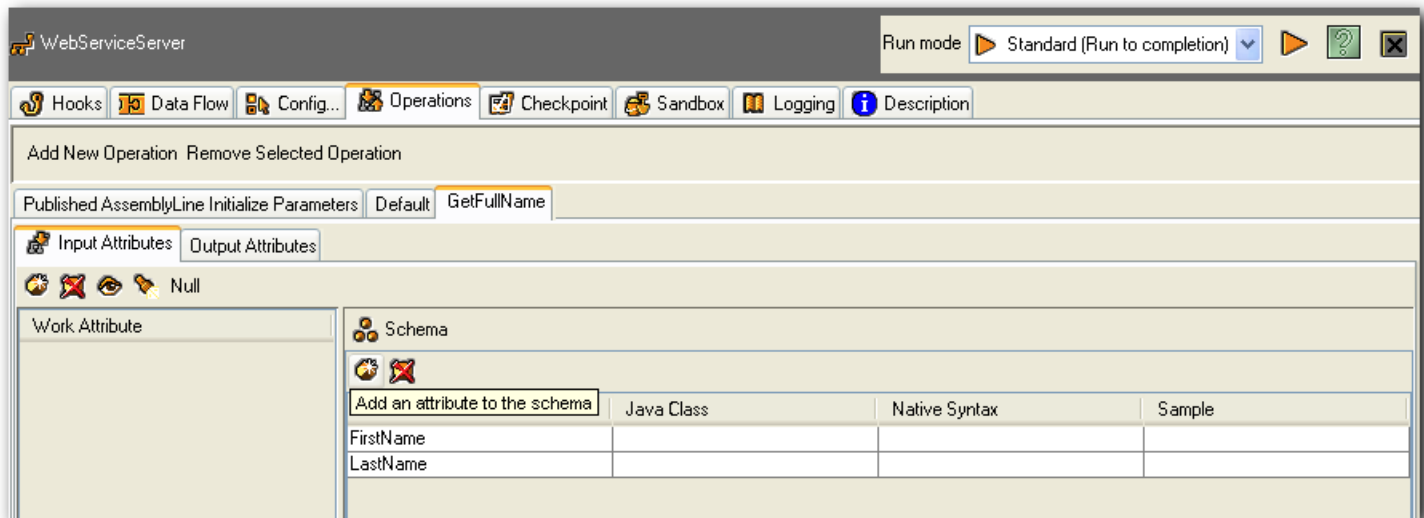 WebServiceServer
Run mode Standard (Run to completion)
Hooks Data Flow Config... Operations Checkpoint Sandbox Logging Description
Add New Operation Remove Selected Operation
Published AssemblyLine Initialize Parameters Default GetFullName
Input Attributes Output Attributes
Null
Work Attribute
Schema
Add an attribute to the schema Java Class Native Syntax Sample
FirstName
LastName